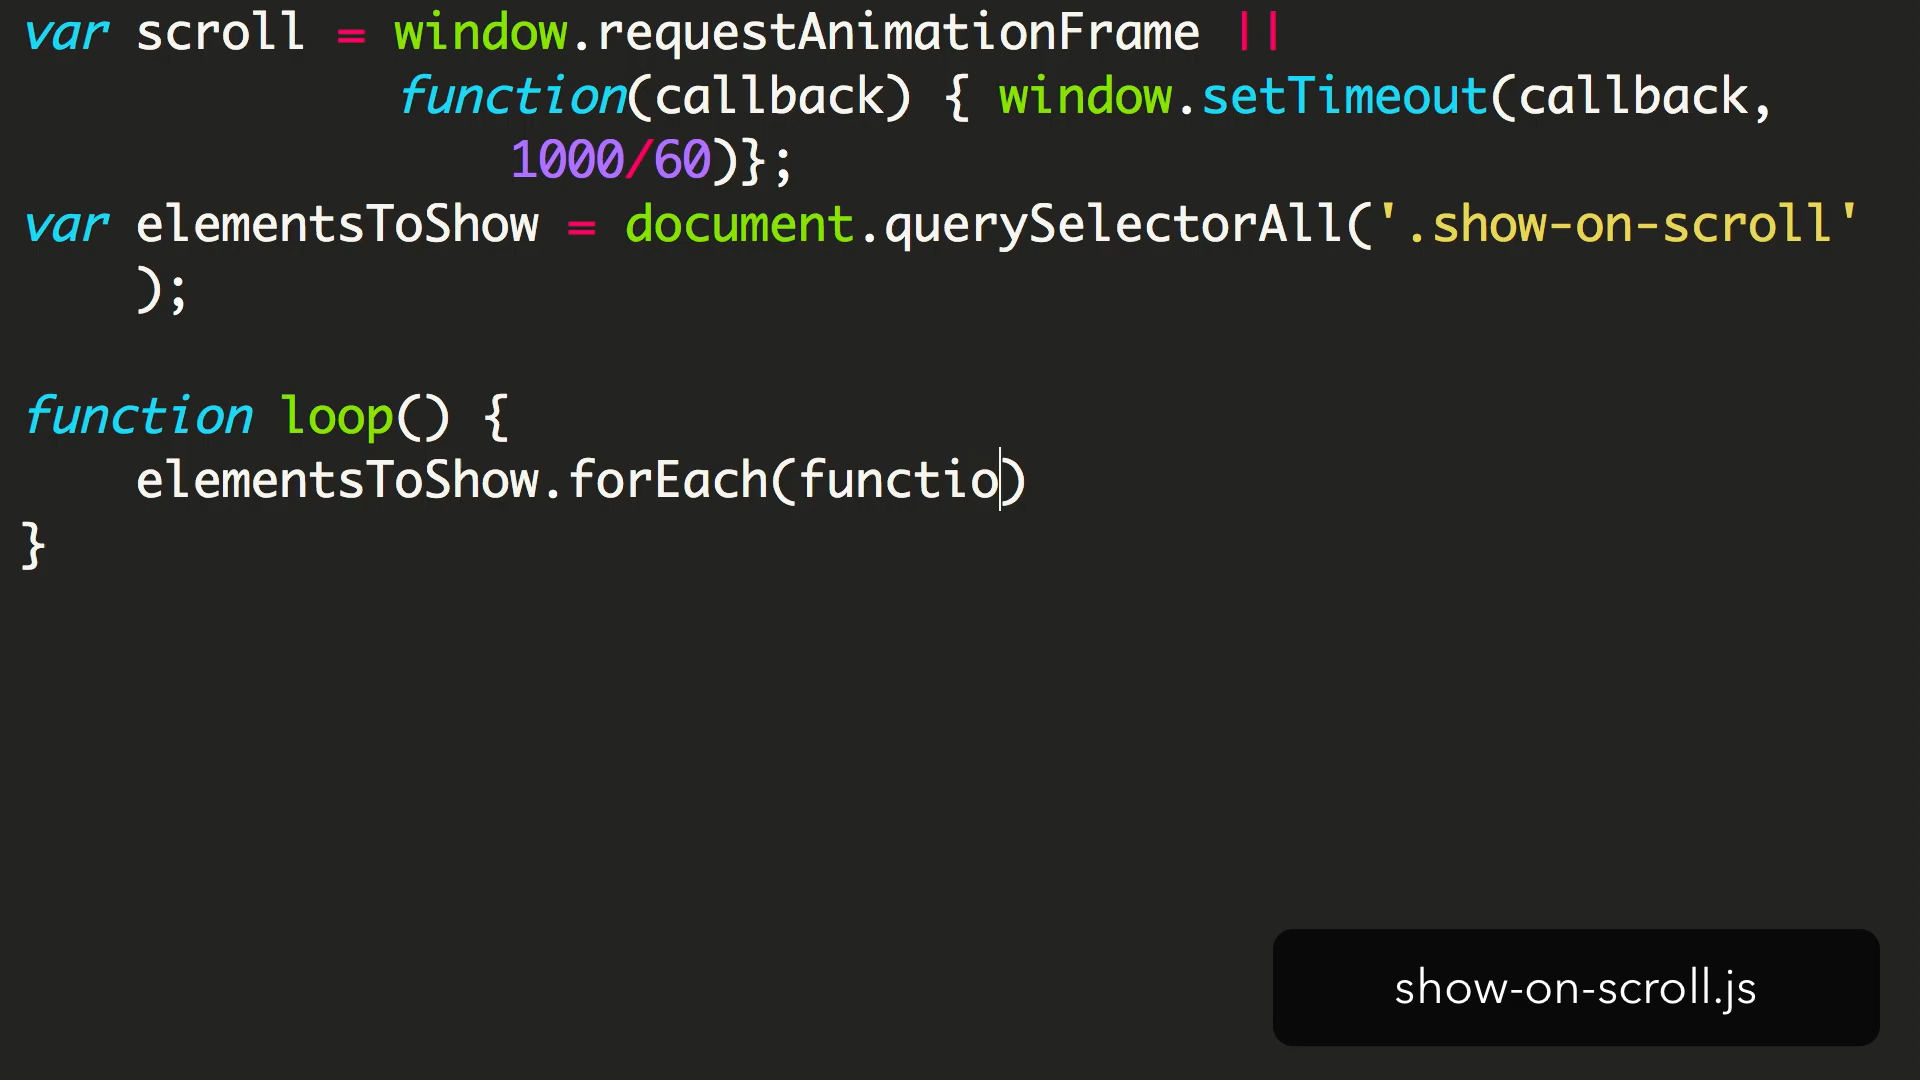 var scroll = window.requestAnimationFrame ||
function(callback) { window.setTimeout(callback,
1000/60)};
var elementsToShow = document.querySelectorAll('.show-on-scroll'
);
function loop() {
elementsToShow.forEach(functio)
}
show-on-scroll.js